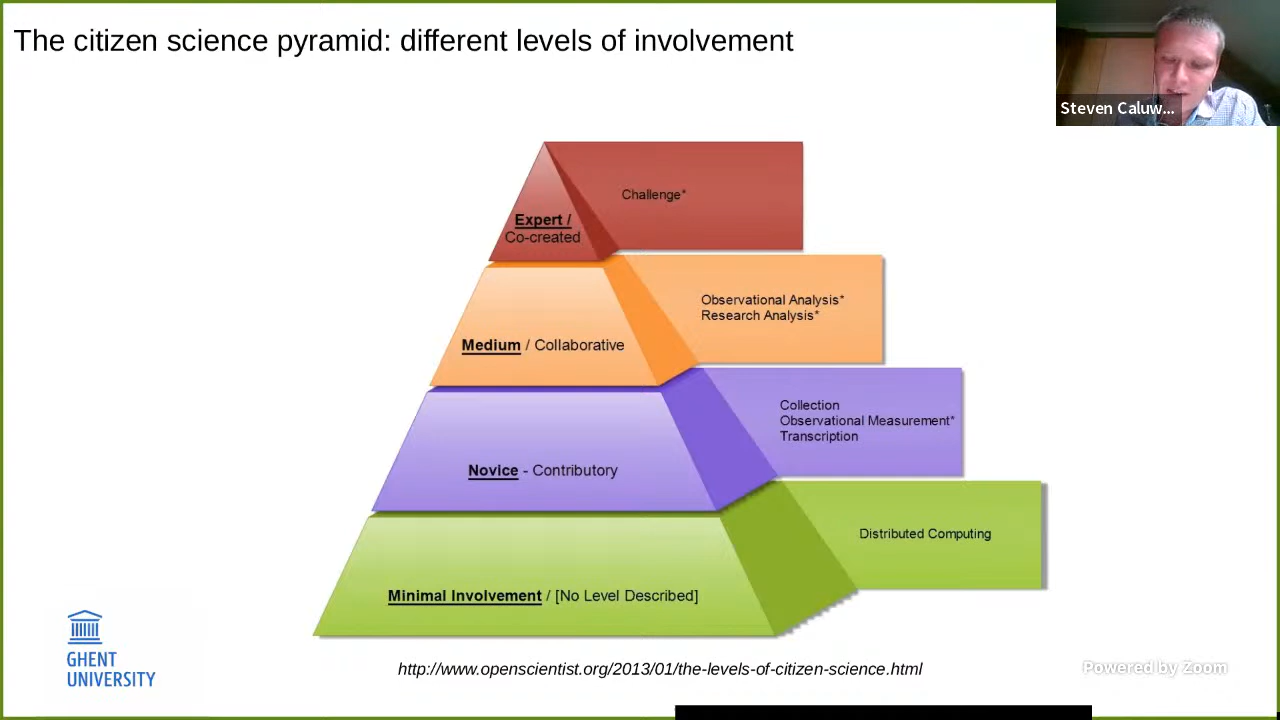 The citizen science pyramid: different levels of involvement
Steven Caluw...
Challenge*
Expert /
Co-created
Observational Analysis*
Research Analysis*
Medium / Collaborative
Collection
Observational Measurement*
Transcription
Novice - Contributory
Distributed Computing
Minimal Involvement / [No Level Described]
GHENT
UNIVERSITY
http://www.openscientist.org/2013/01/the-levels-of-citizen-science.html
Powered by Zoom